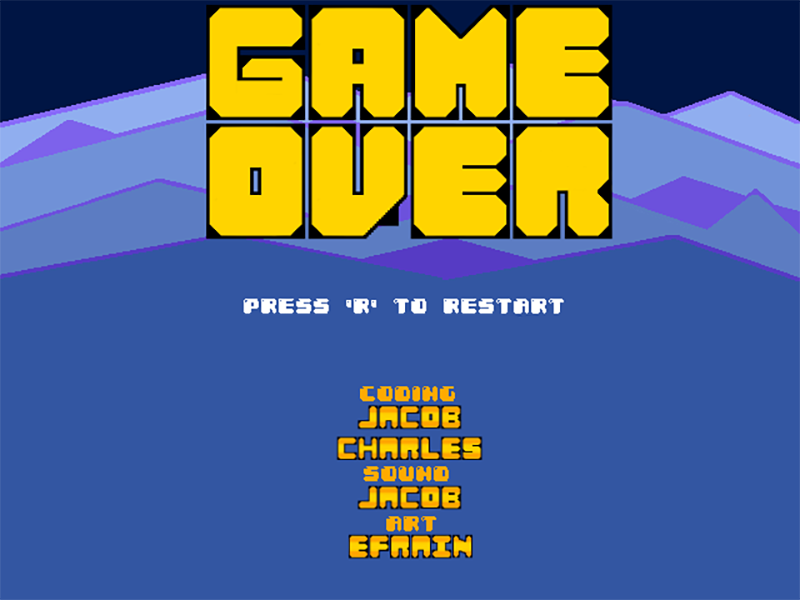 GAME
OVER
PRESS 'R' TO RESTART
CODING
JACOB
CHARLES
SOUND
JACOB
ART
EFRAIN